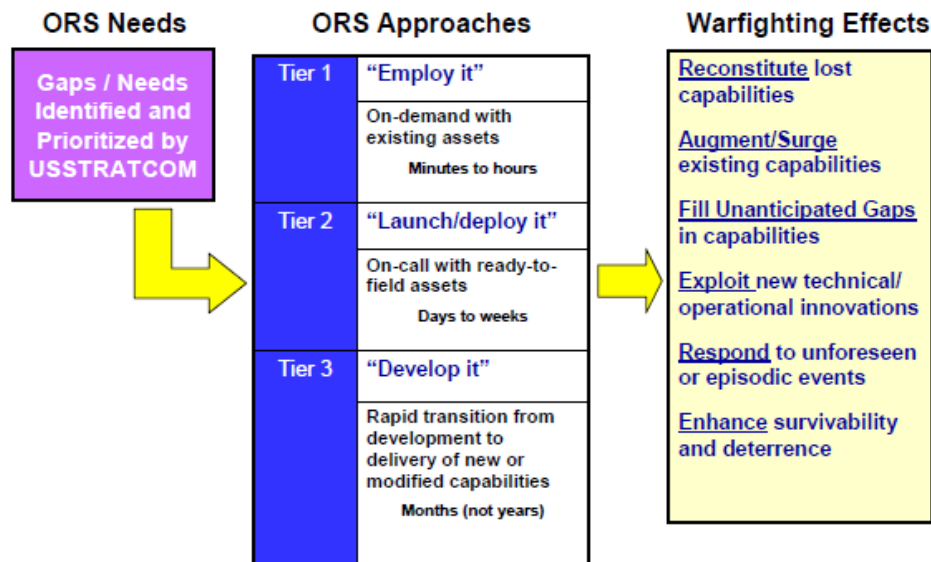 ORS Needs
Gaps / Needs
Identified and
Prioritized by
USSTRATCOM
ORS Approaches
Tier 1
“Employ it”
On-demand with
existing assets
Minutes to hours
Tier 2
“Launch/deploy it”
On-call with ready-to-
field assets
Days to weeks
Tier 3
“Develop it”
Rapid transition from
development to
delivery of new or
modified capabilities
Months (not years)
Warfighting Effects
Reconstitute lost
capabilities
Augment/Surge
existing capabilities
Fill Unanticipated Gaps
in capabilities
Exploit new technical/
operational innovations
Respond to unforeseen
or episodic events
Enhance survivability
and deterrence